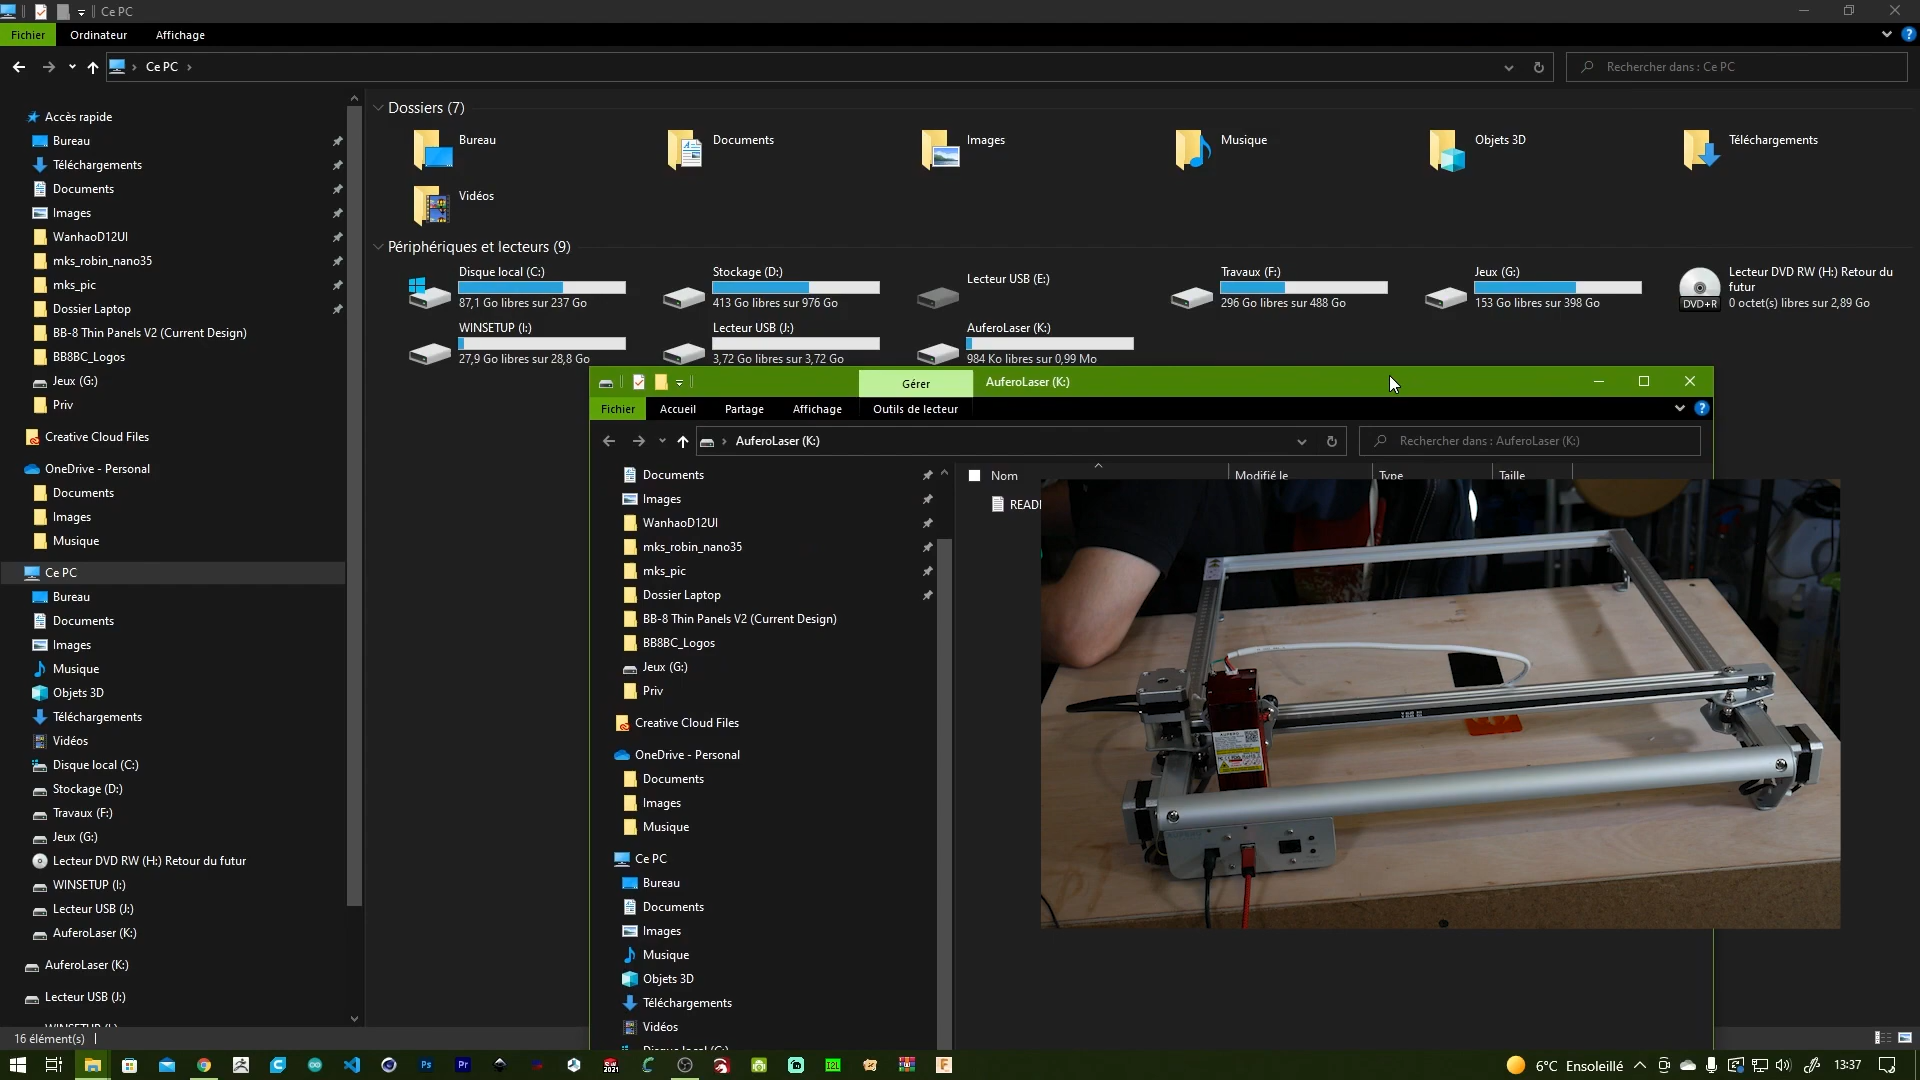 Ce PC
Fichier
Ordinateur
Affichage
Ce PC
Rechercher dans : Ce PC
Accès rapide
Bureau
Téléchargements
Documents
Images
WanhaoD12UI
mks_robin_nano35
mks_pic
Dossier Laptop
BB-8 Thin Panels V2 (Current Design)
BB8BC_Logos
Jeux (G:)
Priv
Creative Cloud Files
OneDrive - Personal
Documents
Images
Musique
Ce PC
Bureau
Documents
Images
Musique
Objets 3D
Téléchargements
Vidéos
Disque local (C:)
Stockage (D:)
Travaux (F:)
Jeux (G:)
Lecteur DVD RW (H:) Retour du futur
WINSETUP (I:)
Lecteur USB (J:)
AuferoLaser (K:)
AuferoLaser (K:)
Lecteur USB (J:)
16 élément(s)
Dossiers (7)
Bureau
Documents
Images
Musique
Objets 3D
Téléchargements
Vidéos
Périphériques et lecteurs (9)
Disque local (C:)
87,1 Go libres sur 237 Go
Stockage (D:)
413 Go libres sur 976 Go
Lecteur USB (E:)
Travaux (F:)
296 Go libres sur 488 Go
Jeux (G:)
153 Go libres sur 398 Go
Lecteur DVD RW (H:) Retour du
futur
0 octet(s) libres sur 2,89 Go
DVD+R
WINSETUP (I:)
27,9 Go libres sur 28,8 Go
Lecteur USB (J:)
3,72 Go libres sur 3,72 Go
AuferoLaser (K:)
984 Ko libres sur 0,99 Mo
Gérer
AuferoLaser (K:)
Fichier
Accueil
Partage
Affichage
Outils de lecteur
AuferoLaser (K:)
Rechercher dans : AuferoLaser (K:)
Documents
Images
WanhaoD12UI
mks_robin_nano35
mks_pic
Dossier Laptop
BB-8 Thin Panels V2 (Current Design)
BB8BC_Logos
Jeux (G:)
Priv
Creative Cloud Files
OneDrive - Personal
Documents
Images
Musique
Ce PC
Bureau
Documents
Images
Musique
Objets 3D
Téléchargements
Vidéos
Nom
Modifié le
Type
Taille
6°C Ensoleillé
13:37